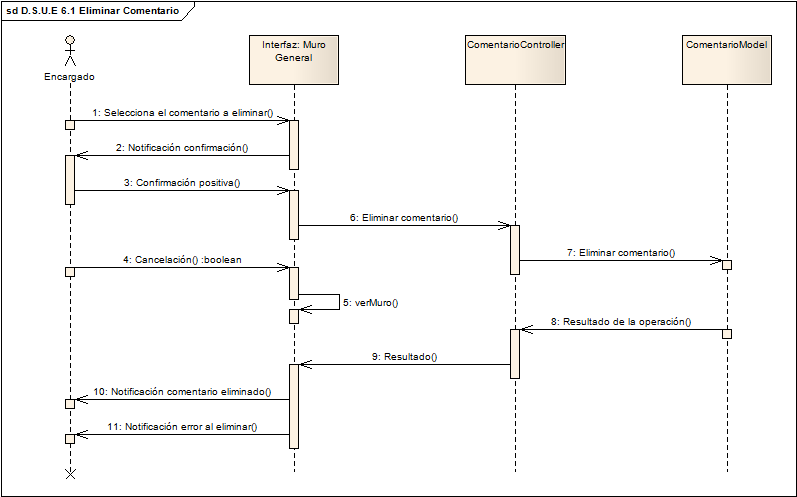 sd D.S.U.E 6.1 Eliminar Comentario
Encargado
Interfaz: Muro
General
ComentarioController
ComentarioModel
1: Selecciona el comentario a eliminar()
2: Notificación confirmación()
3: Confirmación positiva()
6: Eliminar comentario()
7: Eliminar comentario()
4: Cancelación() :boolean
5: verMuro()
8: Resultado de la operación()
9: Resultado()
10: Notificación comentario eliminado()
11: Notificación error al eliminar()